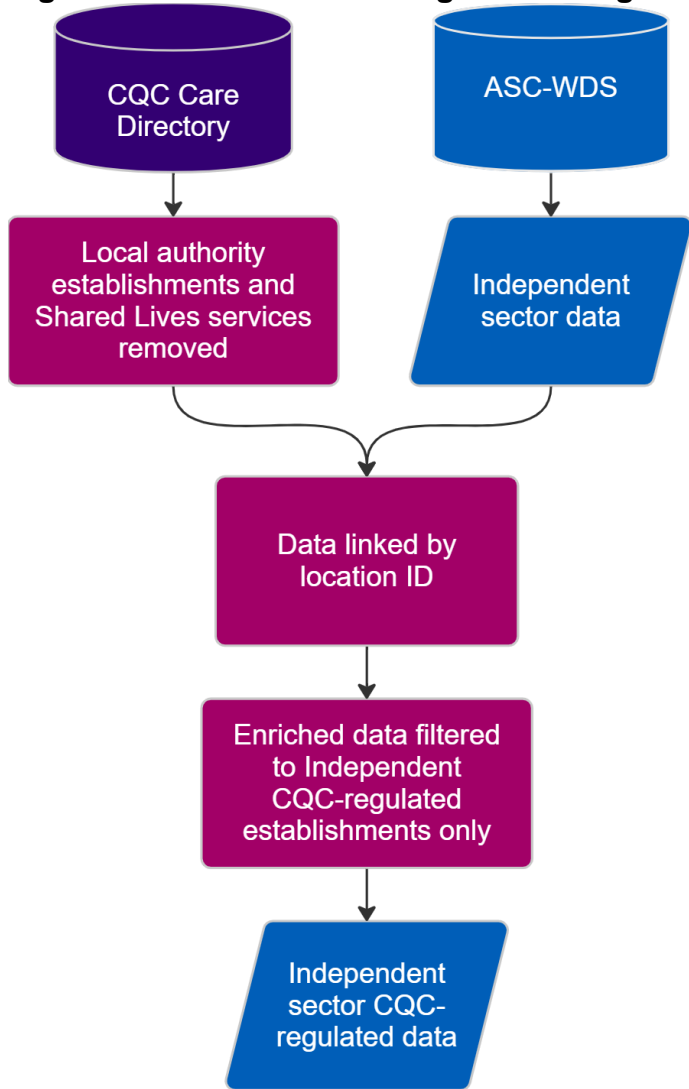 CQC Care
Directory
ASC-WDS
Local authority
establishments and
Shared Lives services
removed
Independent
sector data
Data linked by
location ID
Enriched data filtered
to Independent
CQC-regulated
establishments only
Independent
sector CQC-
regulated data